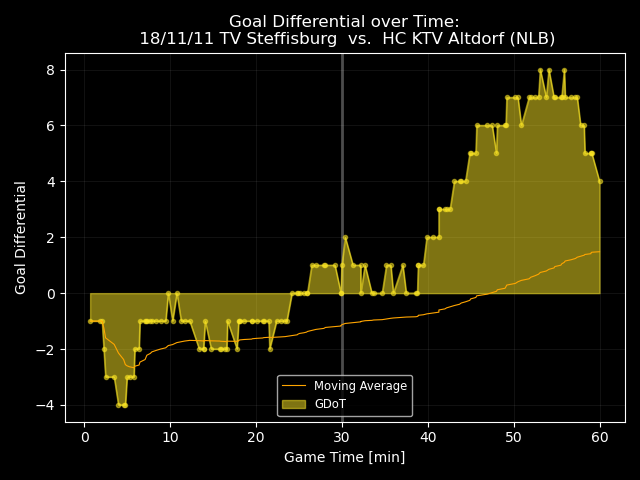 Goal Differential over Time:
18/11/11 TV Steffisburg vs. HC KTV Altdorf (NLB)
Goal Differential
8
6
4
2
0
−2
−4
Moving Average
GDoT
0 10 20 30 40 50 60
Game Time [min]